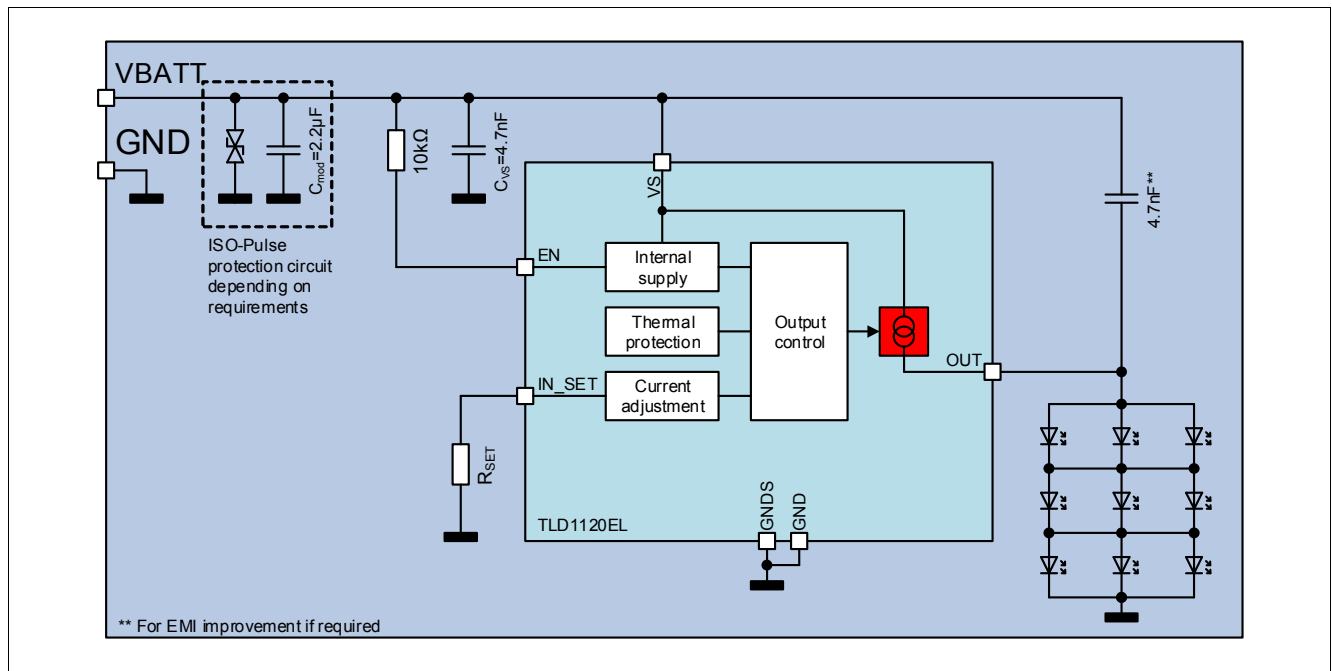 VBATT
GND
Cmod=2.2µF
ISO-Pulse
protection circuit
depending on
requirements
10kΩ
CVS=4.7nF
4.7nF**
VS
EN
Internal
supply
Thermal
protection
Output
control
OUT
IN_SET
Current
adjustment
RSET
GNDS
GND
TLD1120EL
** For EMI improvement if required